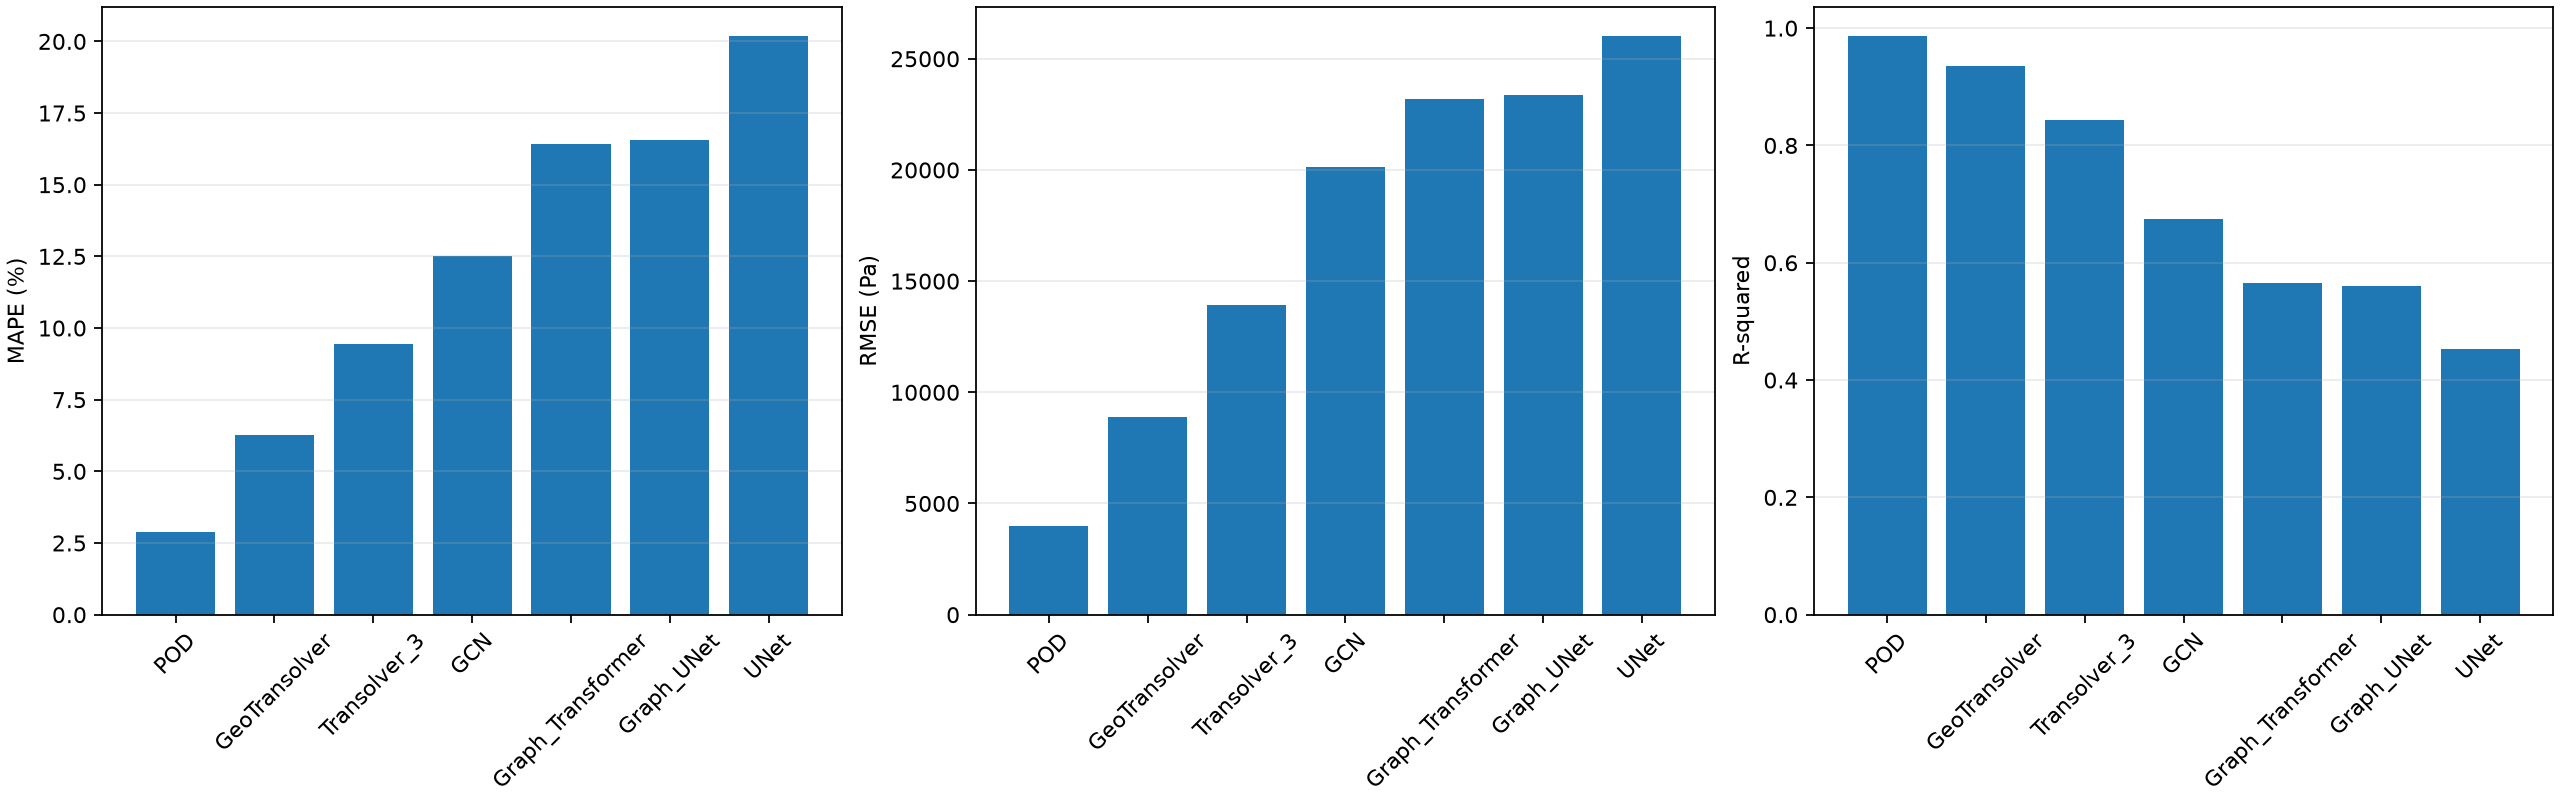 MAPE (%)
20.0
17.5
15.0
12.5
10.0
7.5
5.0
2.5
0.0
POD
GeoTransolver
Transolver_3
GCN
Graph_Transformer
Graph_UNet
UNet
RMSE (Pa)
25000
20000
15000
10000
5000
0
POD
GeoTransolver
Transolver_3
GCN
Graph_Transformer
Graph_UNet
UNet
R-squared
1.0
0.8
0.6
0.4
0.2
0.0
POD
GeoTransolver
Transolver_3
GCN
Graph_Transformer
Graph_UNet
UNet